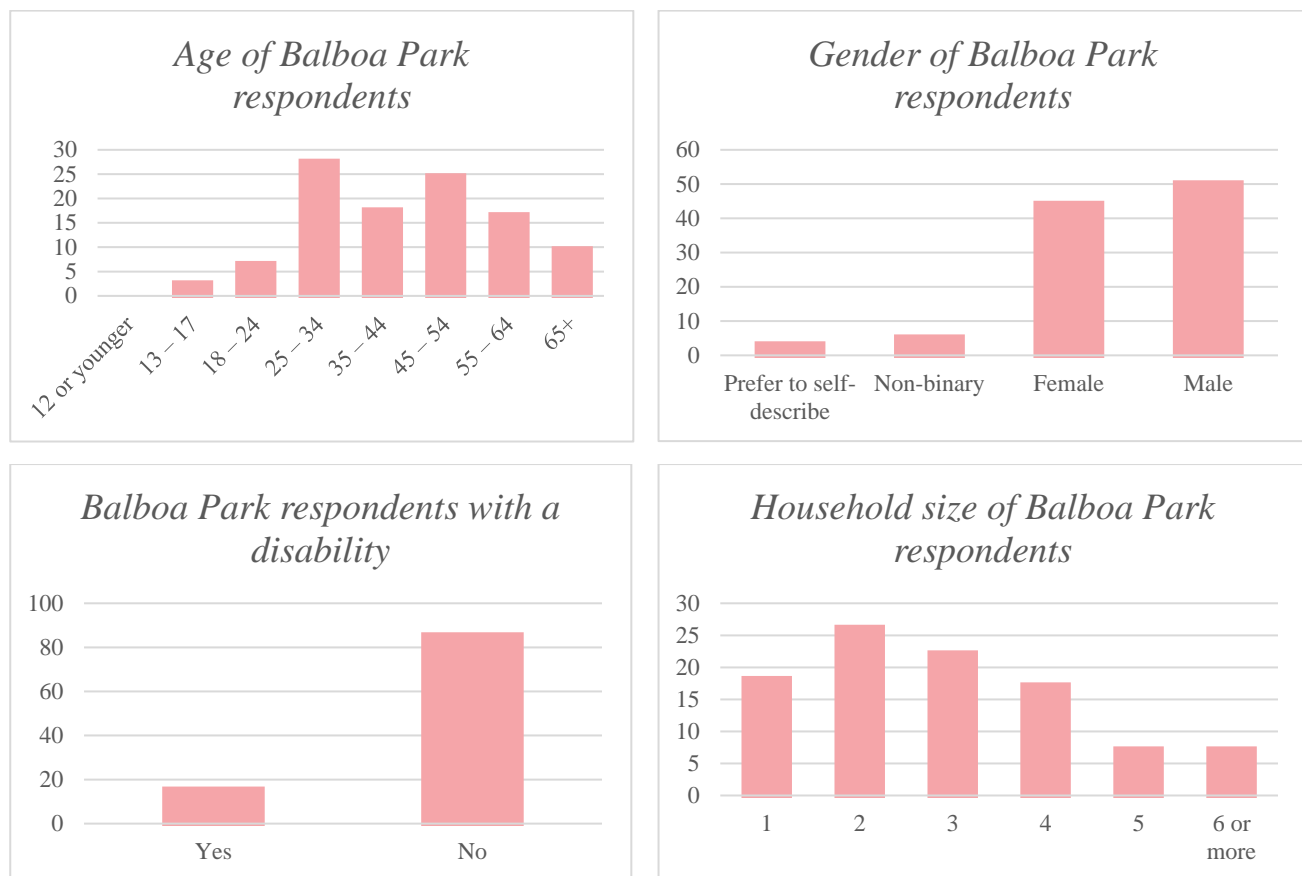 Age of Balboa Park
respondents
30
25
20
15
10
5
0
12 or younger
13 – 17
18 – 24
25 – 34
35 – 44
45 – 54
55 – 64
65+
Gender of Balboa Park
respondents
60
50
40
30
20
10
0
Prefer to self-
describe
Non-binary
Female
Male
Balboa Park respondents with a
disability
100
80
60
40
20
0
Yes
No
Household size of Balboa Park
respondents
30
25
20
15
10
5
0
1
2
3
4
5
6 or
more